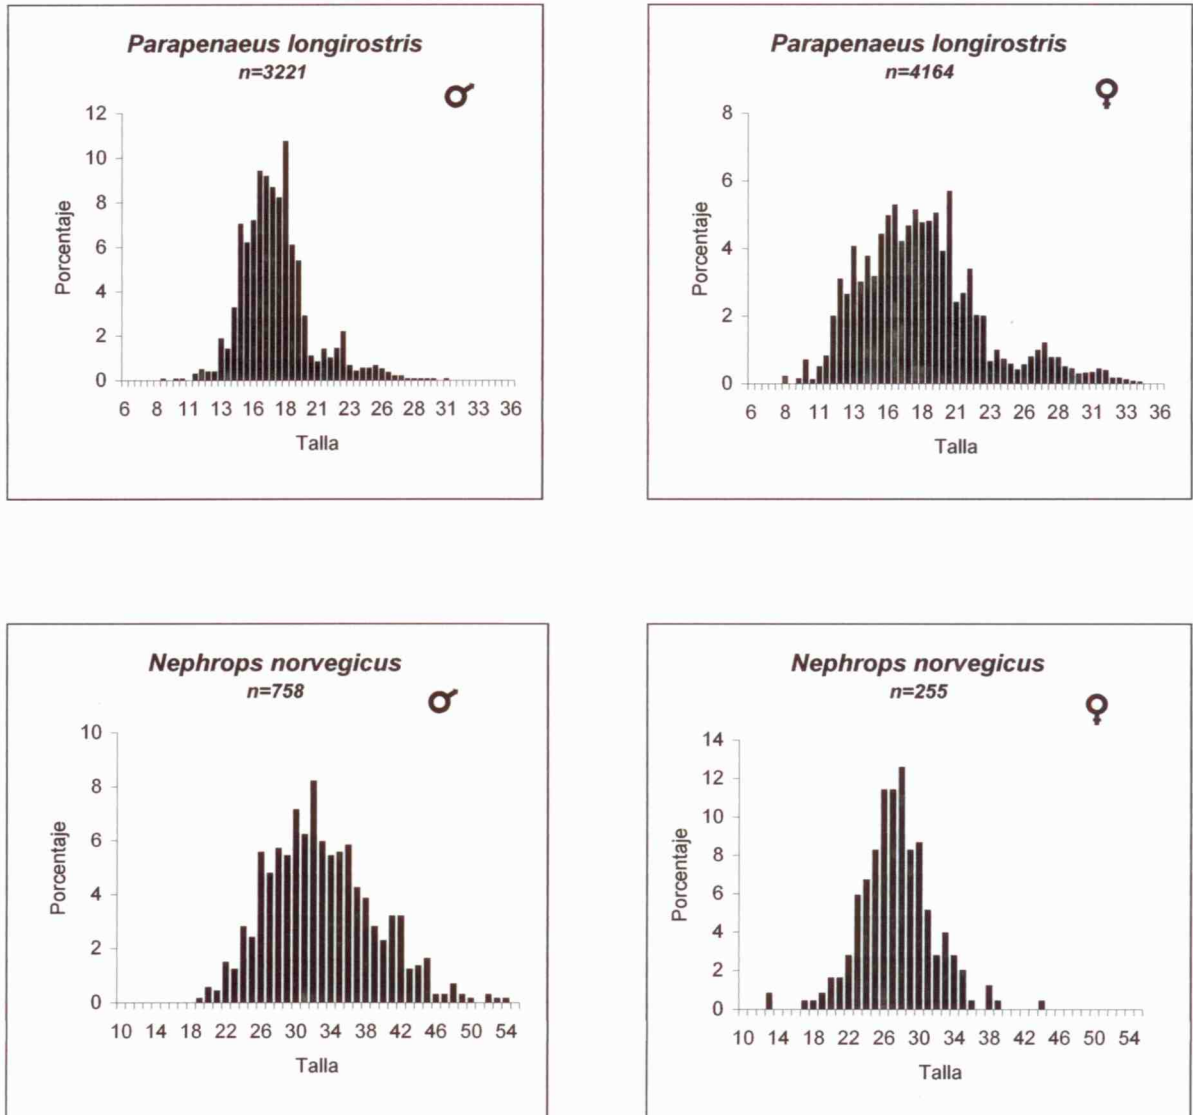 Parapenaeus longirostris
n=3221
♂
12
10
8
6
4
2
0
Porcentaje
6 8 11 13 16 18 21 23 26 28 31 33 36
Talla
Parapenaeus longirostris
n=4164
♀
8
6
4
2
0
Porcentaje
6 8 11 13 16 18 21 23 26 28 31 33 36
Talla
Nephrops norvegicus
n=758
♂
10
8
6
4
2
0
Porcentaje
10 14 18 22 26 30 34 38 42 46 50 54
Talla
Nephrops norvegicus
n=255
♀
14
12
10
8
6
4
2
0
Porcentaje
10 14 18 22 26 30 34 38 42 46 50 54
Talla